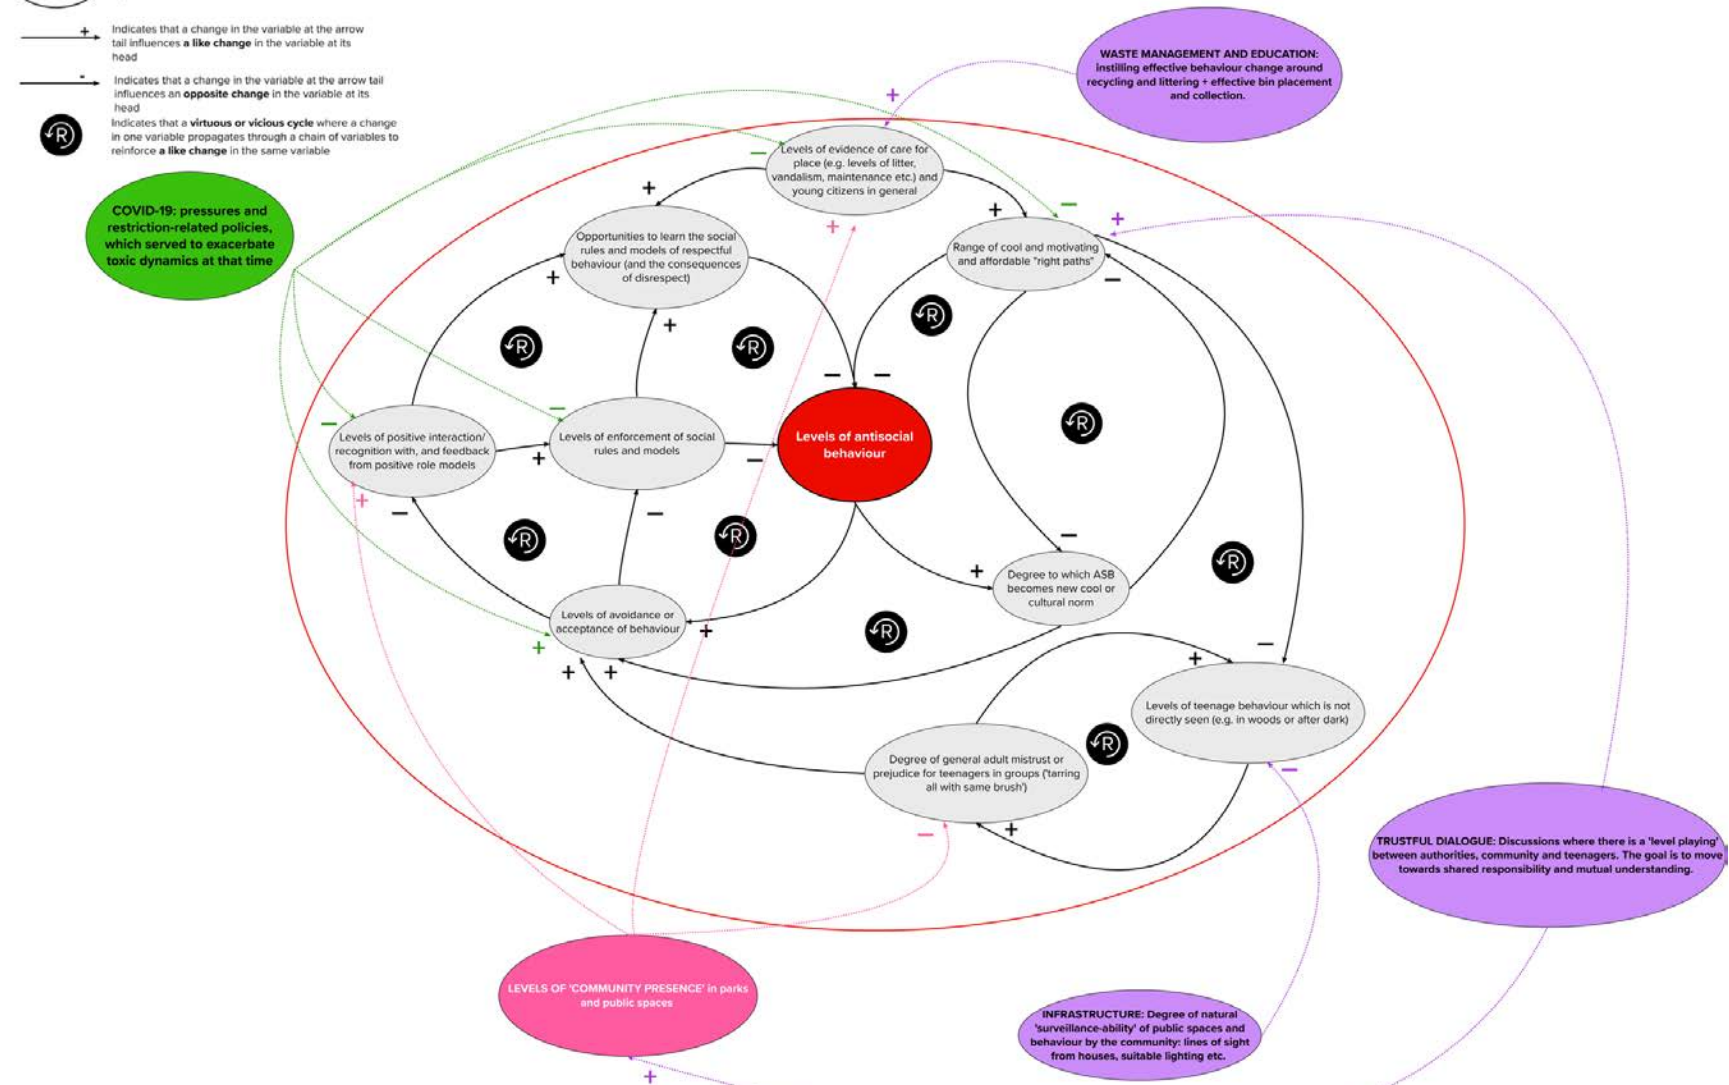 +
Indicates that a change in the variable at the arrow
tail influences a like change in the variable at its
head
-
Indicates that a change in the variable at the arrow tail
influences an opposite change in the variable at its
head
R
Indicates that a virtuous or vicious cycle where a change
in one variable propagates through a chain of variables to
reinforce a like change in the same variable
WASTE MANAGEMENT AND EDUCATION:
instilling effective behaviour change around
recycling and littering + effective bin placement
and collection.
+
COVID-19: pressures and
restriction-related policies,
which served to exacerbate
toxic dynamics at that time
Levels of evidence of care for
place (e.g. levels of litter,
vandalism, maintenance etc.) and
young citizens in general
−
+
+
+
−
+
Opportunities to learn the social
rules and models of respectful
behaviour (and the consequences
of disrespect)
+
+
Range of cool and motivating
and affordable "right paths"
−
R
R
R
− −
Levels of positive interaction/
recognition with, and feedback
from positive role models
−
+
−
+
Levels of enforcement of social
rules and models
−
−
−
Levels of antisocial
behaviour
R
R
R
R
−
+
Degree to which ASB
becomes new cool or
cultural norm
Levels of avoidance or
acceptance of behaviour
+
+
+
+
R
−
+
Levels of teenage behaviour which is not
directly seen (e.g. in woods or after dark)
−
R
Degree of general adult mistrust or
prejudice for teenagers in groups ('tarring
all with same brush')
−
+
TRUSTFUL DIALOGUE: Discussions where there is a 'level playing'
between authorities, community and teenagers. The goal is to move
towards shared responsibility and mutual understanding.
LEVELS OF 'COMMUNITY PRESENCE' in parks
and public spaces
+
INFRASTRUCTURE: Degree of natural
'surveillance-ability' of public spaces and
behaviour by the community: lines of sight
from houses, suitable lighting etc.